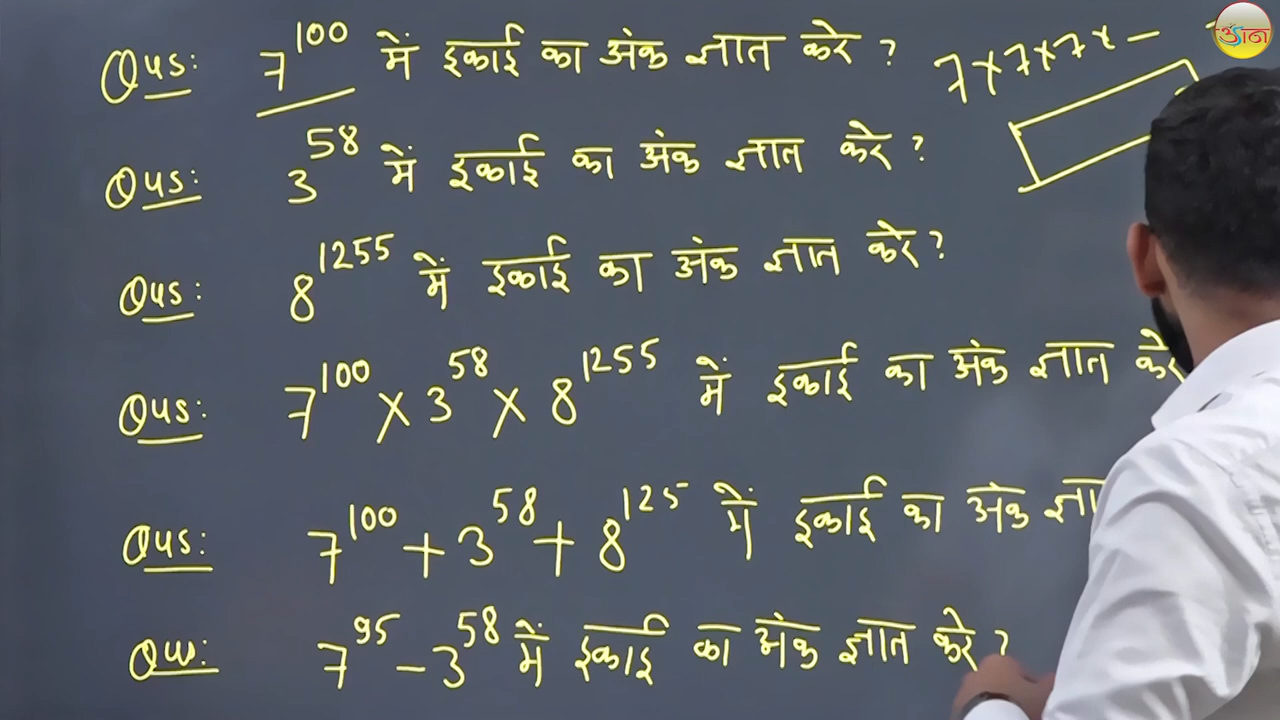 Qus: 7^100 में इकाई का अंक ज्ञात करे ? 7×7×7×—
Qus: 3^58 में इकाई का अंक ज्ञात करे ?
Qus: 8^1255 में इकाई का अंक ज्ञात करे ?
Qus: 7^100 × 3^58 × 8^1255 में इकाई का अंक ज्ञात करे
Qus: 7^100 + 3^58 + 8^125 में इकाई का अंक ज्ञा
Qus: 7^95 - 3^58 में ईकाई का अंक ज्ञात करे ?